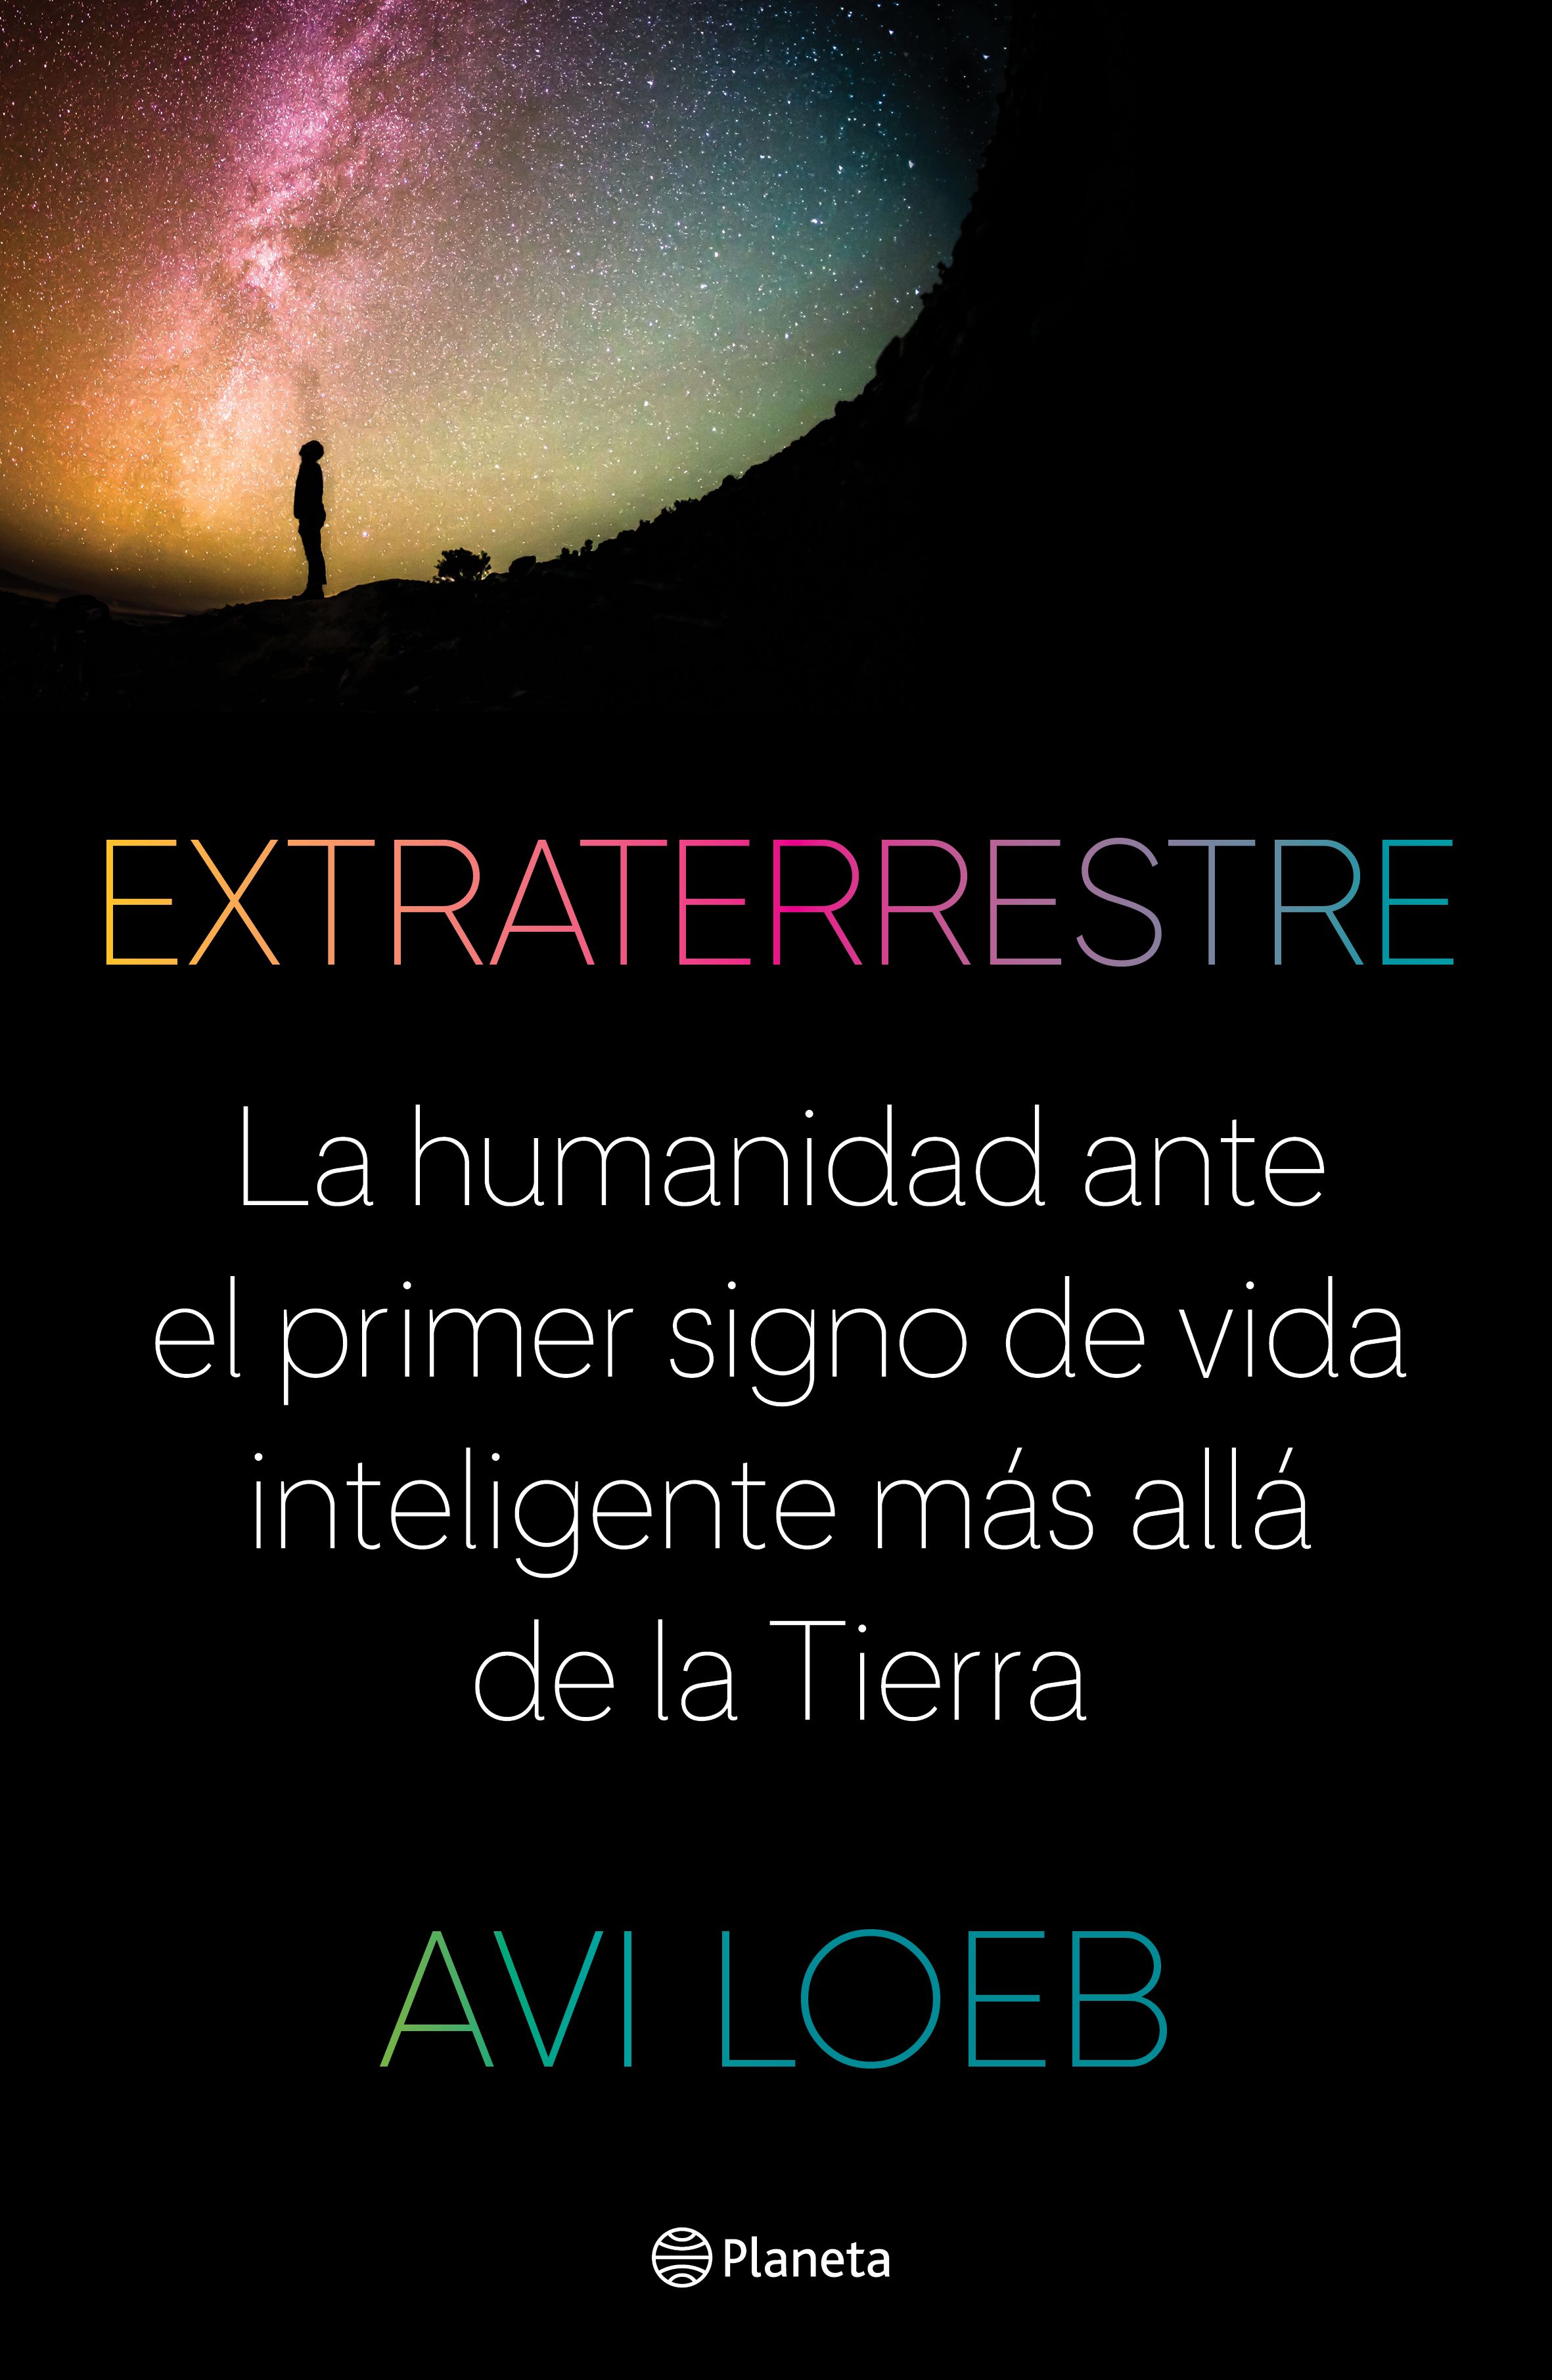 EXTRATERRESTRE
La humanidad ante
el primer signo de vida
inteligente más allá
de la Tierra
AVI LOEB
Planeta